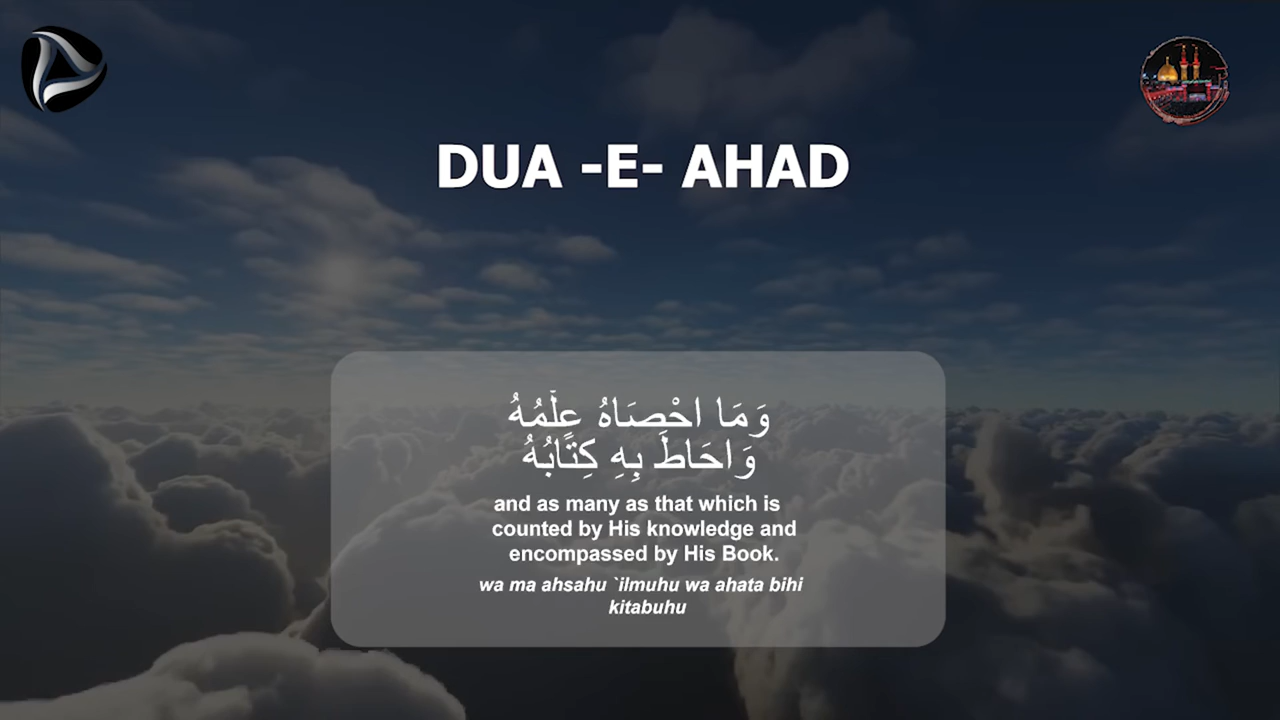 DUA -E- AHAD
وَمَا احْصَاهُ عِلْمُهُ
وَاحَاطَ بِهِ كِتَابُهُ
and as many as that which is
counted by His knowledge and
encompassed by His Book.
wa ma ahsahu `ilmuhu wa ahata bihi
kitabuhu